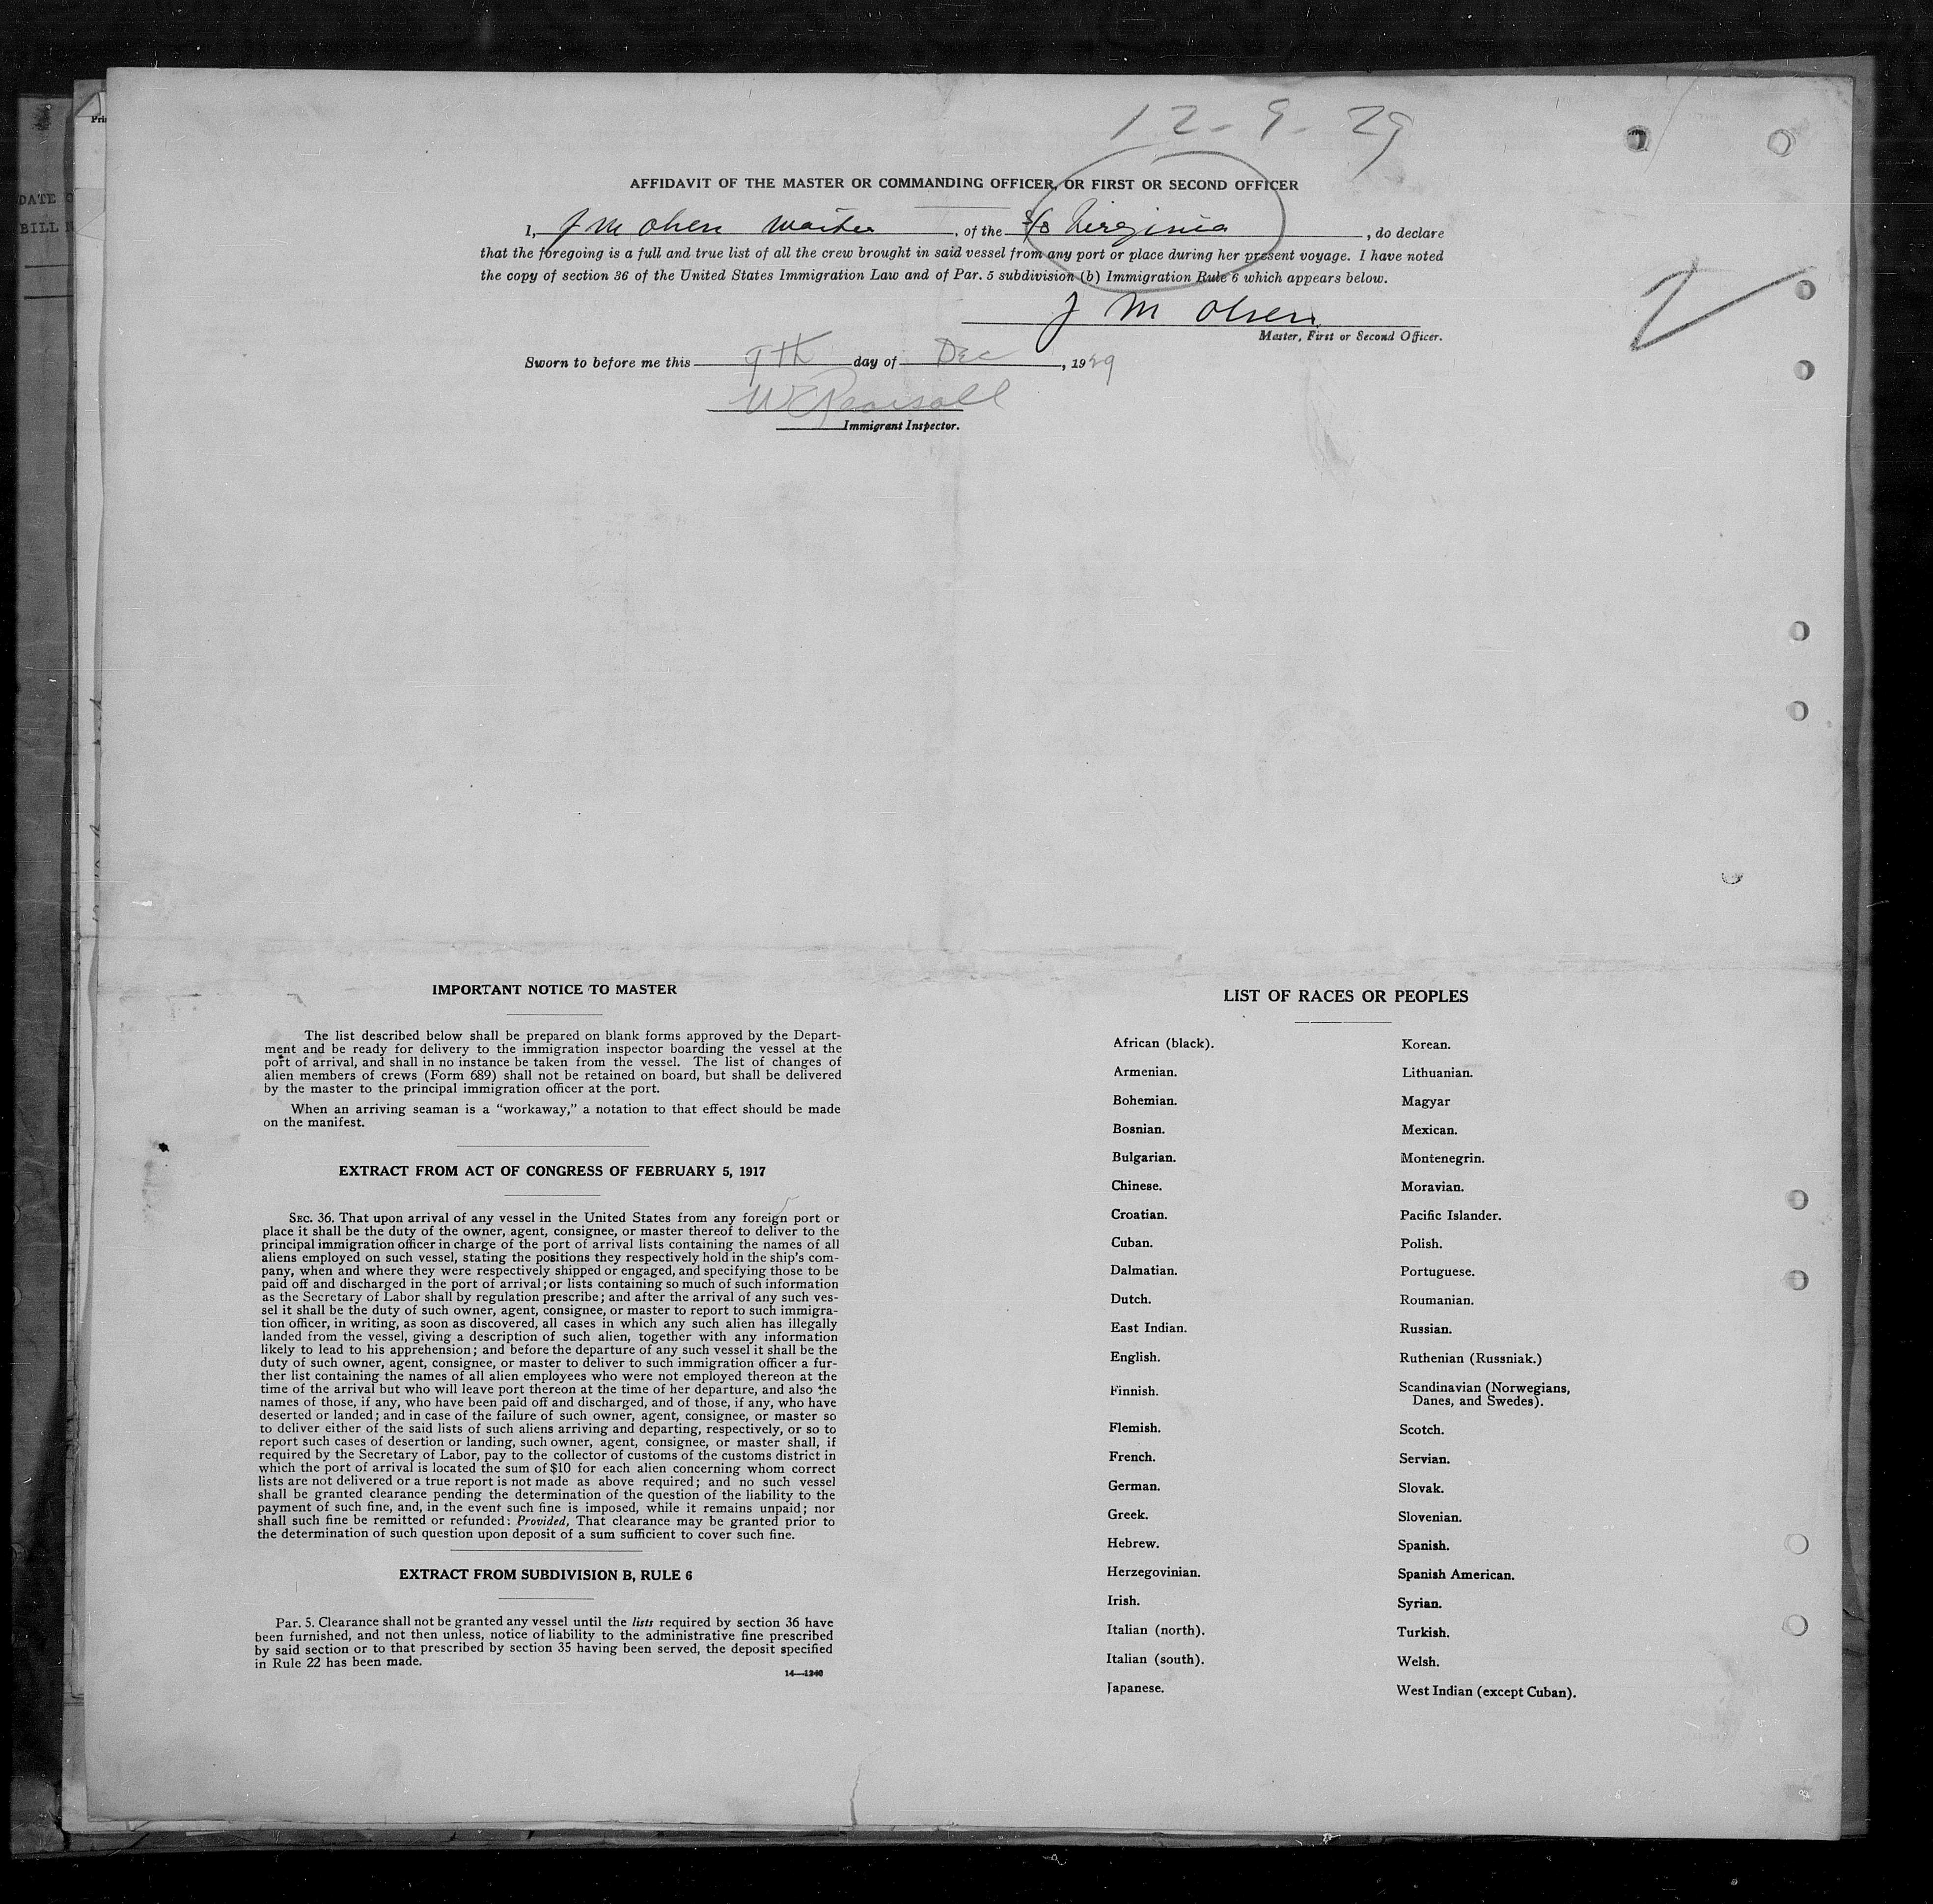 12-9-29
AFFIDAVIT OF THE MASTER OR COMMANDING OFFICER, OR FIRST OR SECOND OFFICER
I, J M Olsen Master, of the S/S Virginia, do declare
that the foregoing is a full and true list of all the crew brought in said vessel from any port or place during her present voyage. I have noted
the copy of section 36 of the United States Immigration Law and of Par. 5 subdivision (b) Immigration Rule 6 which appears below.
J M Olsen
Master, First or Second Officer.
Sworn to before me this 9th day of Dec, 1929
W Pearsall
Immigrant Inspector.
DATE O
BILL N
Pri
IMPORTANT NOTICE TO MASTER
The list described below shall be prepared on blank forms approved by the Depart-
ment and be ready for delivery to the immigration inspector boarding the vessel at the
port of arrival, and shall in no instance be taken from the vessel. The list of changes of
alien members of crews (Form 689) shall not be retained on board, but shall be delivered
by the master to the principal immigration officer at the port.
When an arriving seaman is a "workaway," a notation to that effect should be made
on the manifest.
EXTRACT FROM ACT OF CONGRESS OF FEBRUARY 5, 1917
SEC. 36. That upon arrival of any vessel in the United States from any foreign port or
place it shall be the duty of the owner, agent, consignee, or master thereof to deliver to the
principal immigration officer in charge of the port of arrival lists containing the names of all
aliens employed on such vessel, stating the positions they respectively hold in the ship's com-
pany, when and where they were respectively shipped or engaged, and specifying those to be
paid off and discharged in the port of arrival; or lists containing so much of such information
as the Secretary of Labor shall by regulation prescribe; and after the arrival of any such ves-
sel it shall be the duty of such owner, agent, consignee, or master to report to such immigra-
tion officer, in writing, as soon as discovered, all cases in which any such alien has illegally
landed from the vessel, giving a description of such alien, together with any information
likely to lead to his apprehension; and before the departure of any such vessel it shall be the
duty of such owner, agent, consignee, or master to deliver to such immigration officer a fur-
ther list containing the names of all alien employees who were not employed thereon at the
time of the arrival but who will leave port thereon at the time of her departure, and also the
names of those, if any, who have been paid off and discharged, and of those, if any, who have
deserted or landed; and in case of the failure of such owner, agent, consignee, or master so
to deliver either of the said lists of such aliens arriving and departing, respectively, or so to
report such cases of desertion or landing, such owner, agent, consignee, or master shall, if
required by the Secretary of Labor, pay to the collector of customs of the customs district in
which the port of arrival is located the sum of $10 for each alien concerning whom correct
lists are not delivered or a true report is not made as above required; and no such vessel
shall be granted clearance pending the determination of the question of the liability to the
payment of such fine, and, in the event such fine is imposed, while it remains unpaid; nor
shall such fine be remitted or refunded: Provided, That clearance may be granted prior to
the determination of such question upon deposit of a sum sufficient to cover such fine.
EXTRACT FROM SUBDIVISION B, RULE 6
Par. 5. Clearance shall not be granted any vessel until the lists required by section 36 have
been furnished, and not then unless, notice of liability to the administrative fine prescribed
by said section or to that prescribed by section 35 having been served, the deposit specified
in Rule 22 has been made.
14—1240
LIST OF RACES OR PEOPLES
African (black).
Armenian.
Bohemian.
Bosnian.
Bulgarian.
Chinese.
Croatian.
Cuban.
Dalmatian.
Dutch.
East Indian.
English.
Finnish.
Flemish.
French.
German.
Greek.
Hebrew.
Herzegovinian.
Irish.
Italian (north).
Italian (south).
Japanese.
Korean.
Lithuanian.
Magyar
Mexican.
Montenegrin.
Moravian.
Pacific Islander.
Polish.
Portuguese.
Roumanian.
Russian.
Ruthenian (Russniak.)
Scandinavian (Norwegians,
Danes, and Swedes).
Scotch.
Servian.
Slovak.
Slovenian.
Spanish.
Spanish American.
Syrian.
Turkish.
Welsh.
West Indian (except Cuban).